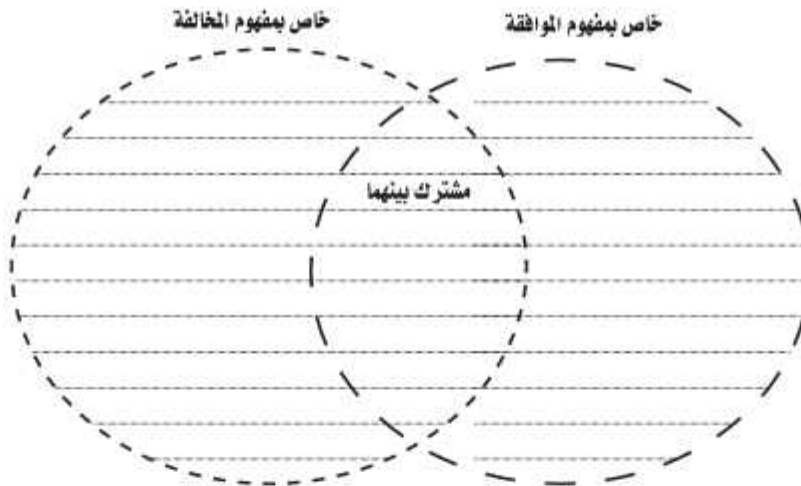 خاص بمفهوم الموافقة
خاص بمفهوم المخالفة
مشترك بينهما